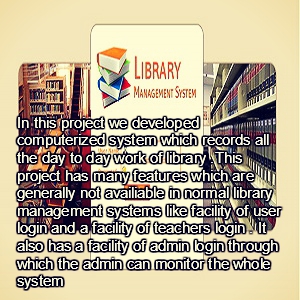 LIBRARY
MANAGEMENT SYSTEM
In this project we developed
computerized system which records all
the day to day work of library . This
project has many features which are
generally not availiable in normal library
management systems like facility of user
login and a facility of teachers login . It
also has a facility of admin login through
which the admin can monitor the whole
system